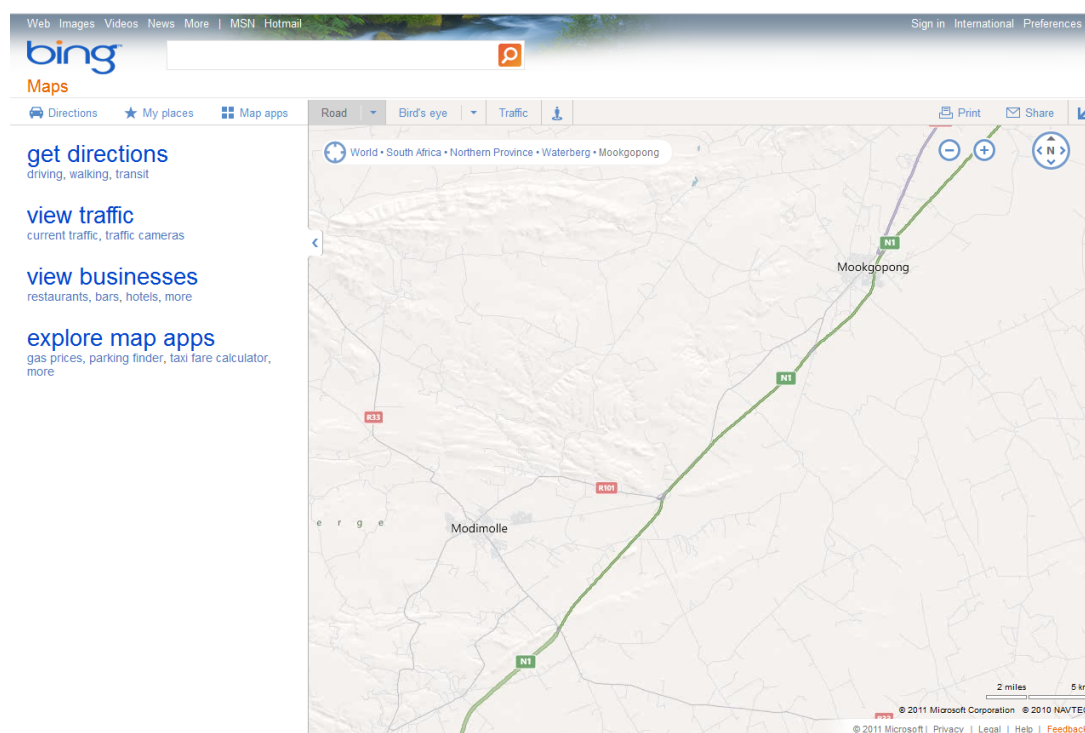 Web Images Videos News More | MSN Hotmail
Sign in International Preferences
bing™
Maps
Directions My places Map apps
Road Bird's eye Traffic
Print Share
get directions
driving, walking, transit
view traffic
current traffic, traffic cameras
view businesses
restaurants, bars, hotels, more
explore map apps
gas prices, parking finder, taxi fare calculator,
more
World • South Africa • Northern Province • Waterberg • Mookgopong
N
N1
Mookgopong
N1
R33
R101
e r g e
Modimolle
N1
2 miles 5 km
© 2011 Microsoft Corporation © 2010 NAVTEQ
© 2011 Microsoft | Privacy | Legal | Help | Feedback